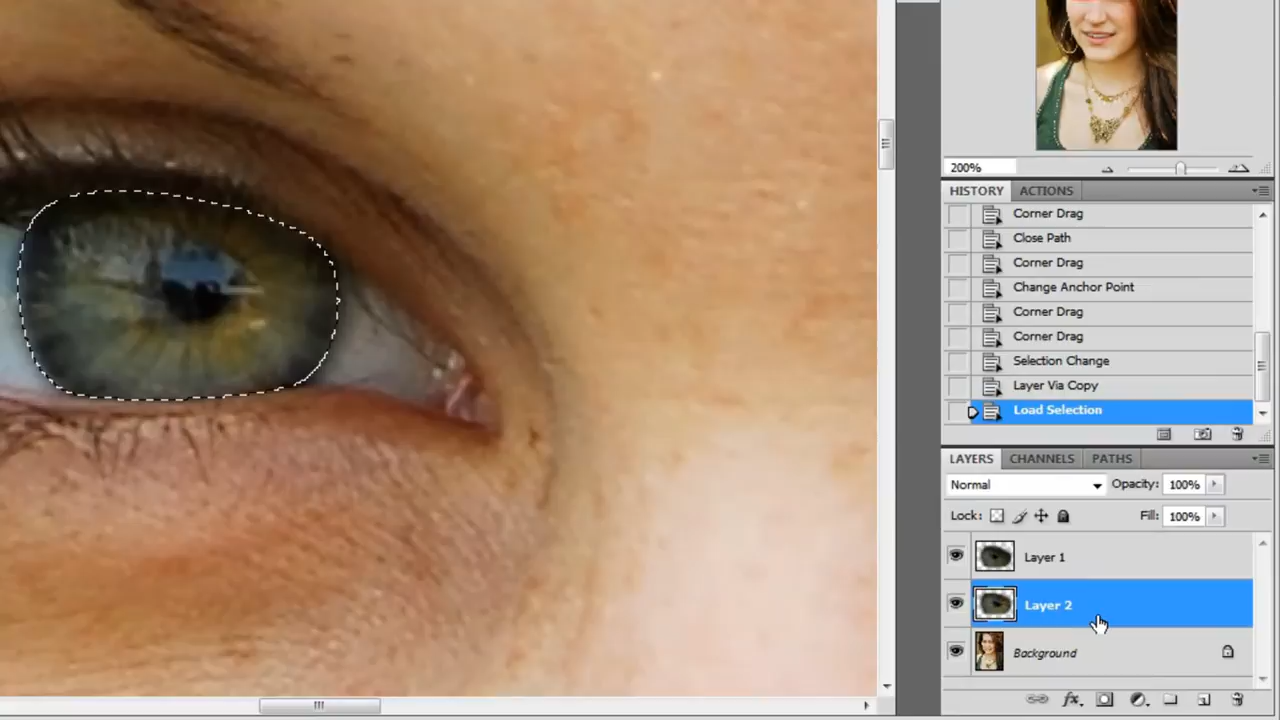 200%
HISTORY ACTIONS
Corner Drag
Close Path
Corner Drag
Change Anchor Point
Corner Drag
Corner Drag
Selection Change
Layer Via Copy
Load Selection
LAYERS CHANNELS PATHS
Normal Opacity: 100%
Lock: Fill: 100%
Layer 1
Layer 2
Background
fx